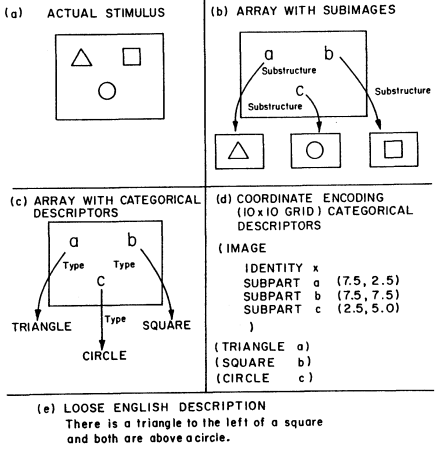 (a) ACTUAL STIMULUS
(b) ARRAY WITH SUBIMAGES
a b
Substructure
Substructure
c
Substructure
(c) ARRAY WITH CATEGORICAL
DESCRIPTORS
a b
Type Type
c
Type
TRIANGLE SQUARE
CIRCLE
(d) COORDINATE ENCODING
(10 x 10 GRID) CATEGORICAL
DESCRIPTORS
(IMAGE
IDENTITY x
SUBPART a (7.5, 2.5)
SUBPART b (7.5, 7.5)
SUBPART c (2.5, 5.0)
)
(TRIANGLE a)
(SQUARE b)
(CIRCLE c)
(e) LOOSE ENGLISH DESCRIPTION
There is a triangle to the left of a square
and both are above a circle.